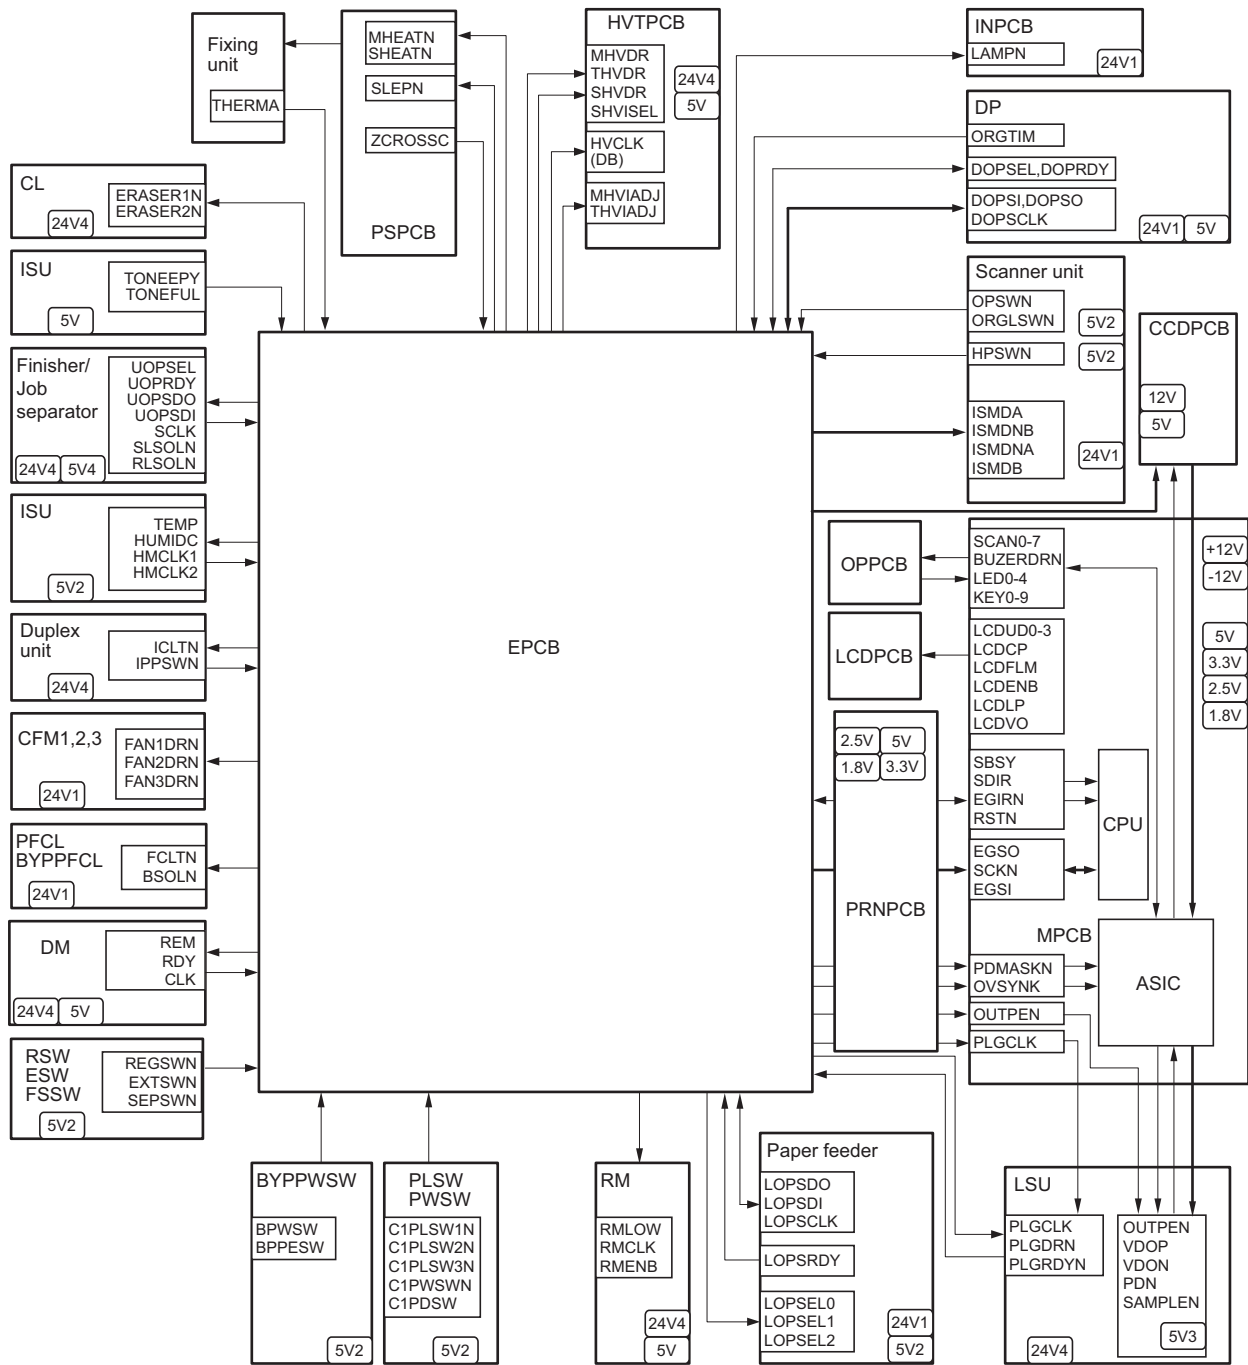 Fixing
unit
THERMA
MHEATN
SHEATN
SLEPN
ZCROSSC
PSPCB
HVTPCB
MHVDR
THVDR
SHVDR
SHVISEL
24V4
5V
HVCLK
(DB)
MHVIADJ
THVIADJ
INPCB
LAMPN
24V1
DP
ORGTIM
DOPSEL,DOPRDY
DOPSI,DOPSO
DOPSCLK
24V1
5V
CL
ERASER1N
ERASER2N
24V4
ISU
TONEEPY
TONEFUL
5V
Finisher/
Job
separator
UOPSEL
UOPRDY
UOPSDO
UOPSDI
SCLK
SLSOLN
RLSOLN
24V4
5V4
ISU
TEMP
HUMIDC
HMCLK1
HMCLK2
5V2
Duplex
unit
ICLTN
IPPSWN
24V4
CFM1,2,3
FAN1DRN
FAN2DRN
FAN3DRN
24V1
PFCL
BYPPFCL
FCLTN
BSOLN
24V1
DM
REM
RDY
CLK
24V4
5V
RSW
ESW
FSSW
REGSWN
EXTSWN
SEPSWN
5V2
EPCB
Scanner unit
OPSWN
ORGLSWN
5V2
HPSWN
5V2
ISMDA
ISMDNB
ISMDNA
ISMDB
24V1
CCDPCB
12V
5V
OPPCB
LCDPCB
SCAN0-7
BUZERDRN
LED0-4
KEY0-9
+12V
-12V
LCDUD0-3
LCDCP
LCDFLM
LCDENB
LCDLP
LCDVO
5V
3.3V
2.5V
1.8V
2.5V
5V
1.8V
3.3V
PRNPCB
SBSY
SDIR
EGIRN
RSTN
CPU
EGSO
SCKN
EGSI
MPCB
PDMASKN
OVSYNK
OUTPEN
PLGCLK
ASIC
BYPPWSW
BPWSW
BPPESW
5V2
PLSW
PWSW
C1PLSW1N
C1PLSW2N
C1PLSW3N
C1PWSWN
C1PDSW
5V2
RM
RMLOW
RMCLK
RMENB
24V4
5V
Paper feeder
LOPSDO
LOPSDI
LOPSCLK
LOPSRDY
LOPSEL0
LOPSEL1
LOPSEL2
24V1
5V2
LSU
PLGCLK
PLGDRN
PLGRDYN
OUTPEN
VDOP
VDON
PDN
SAMPLEN
5V3
24V4